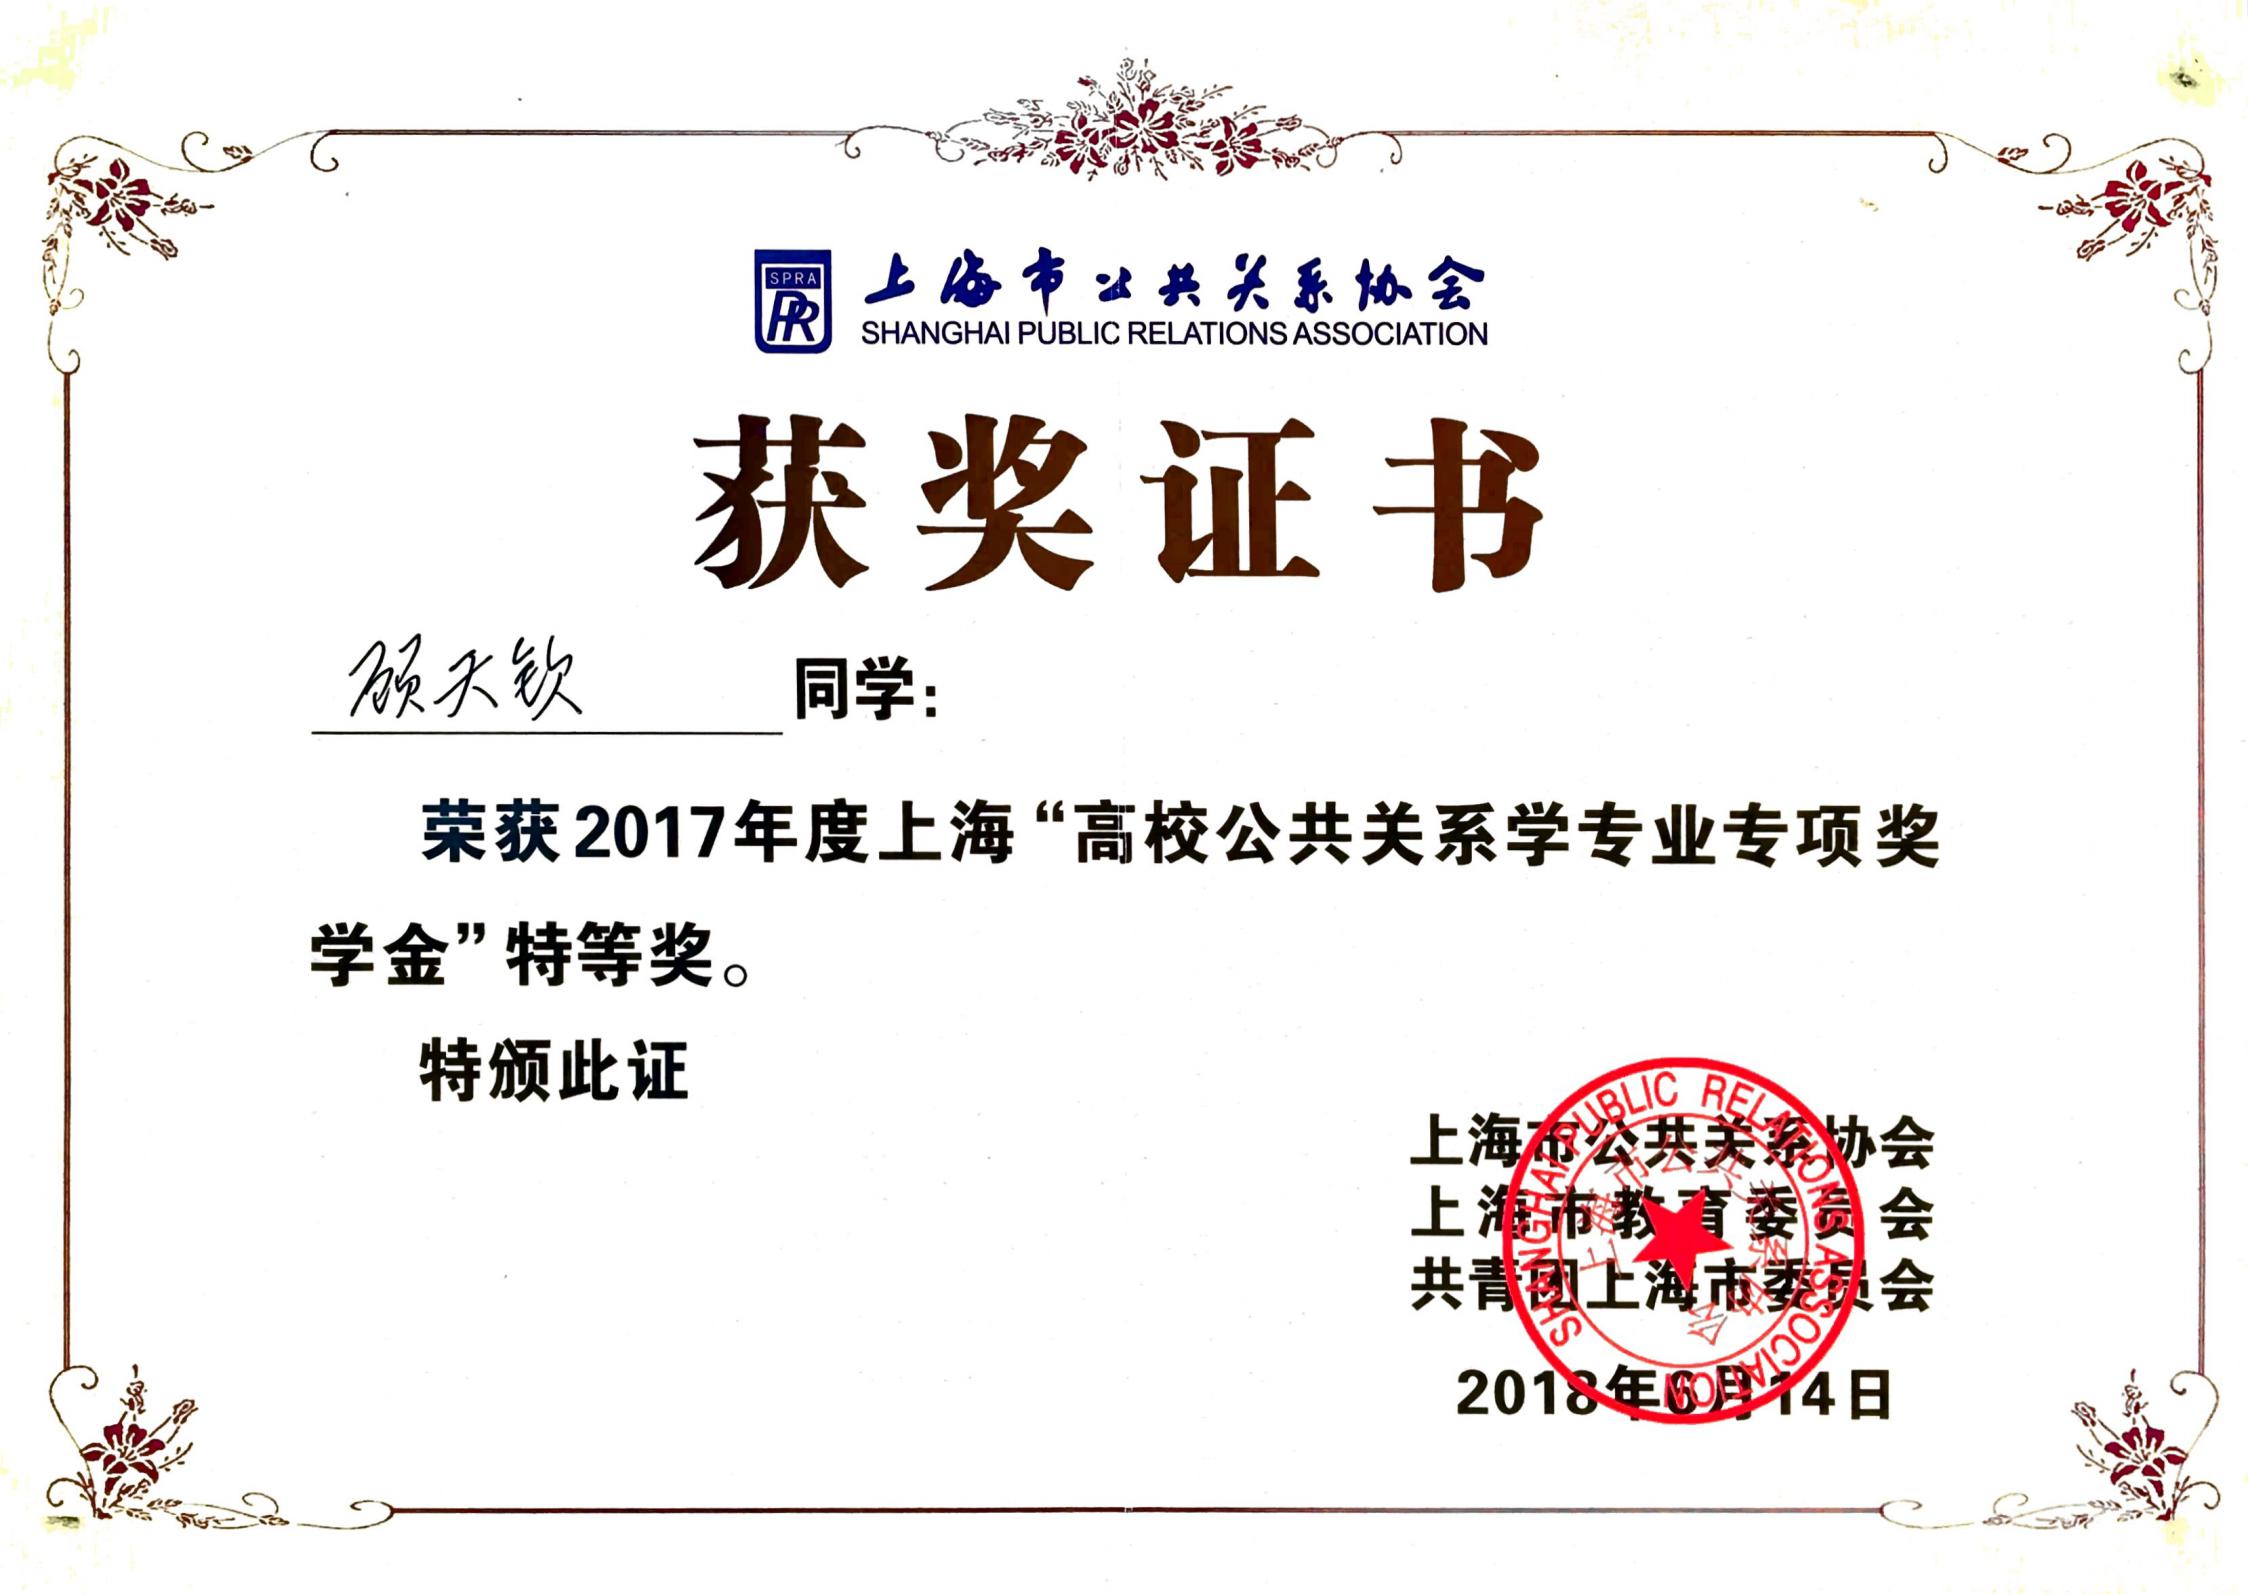 SPRA
PR
上海市公共关系协会
SHANGHAI PUBLIC RELATIONS ASSOCIATION
获奖证书
顾天钦 同学：
荣获2017年度上海“高校公共关系学专业专项奖
学金”特等奖。
特颁此证
上海市公共关系协会
上海市教育委员会
共青团上海市委员会
2018年6月14日
SHANGHAI PUBLIC RELATIONS ASSOCIATION
上海市公共关系协会